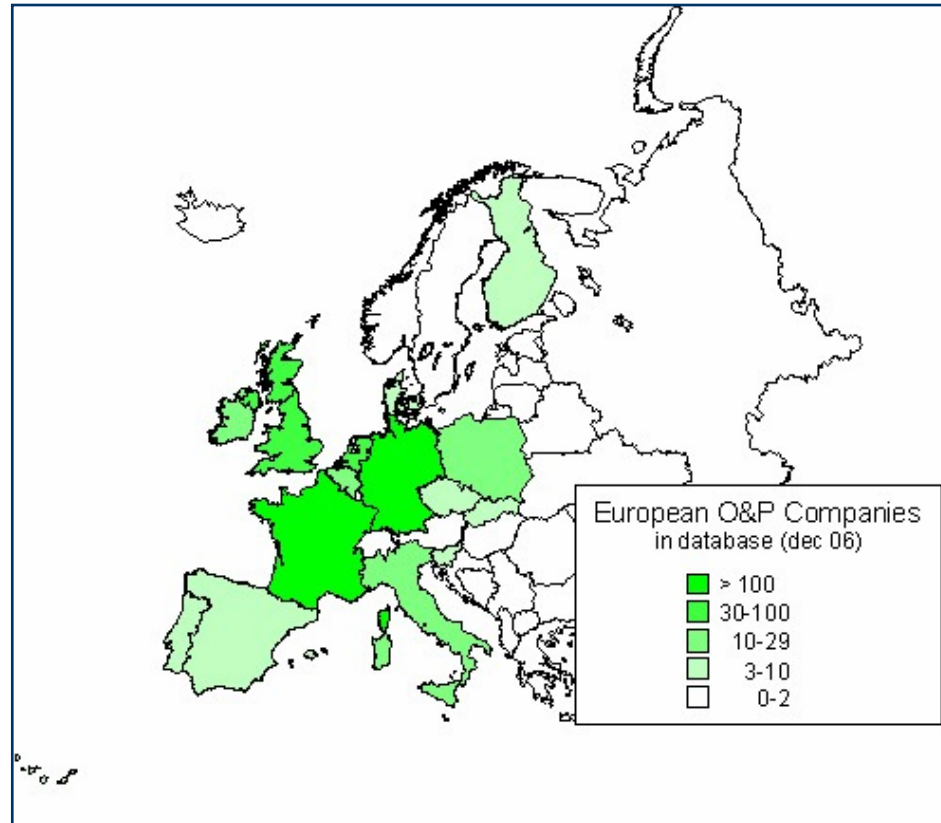 European O&P Companies
in database (dec 06)
> 100
30-100
10-29
3-10
0-2